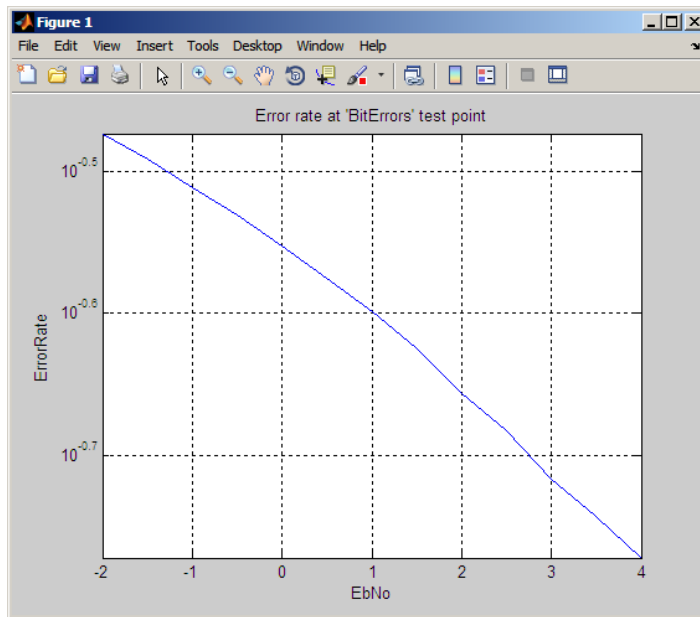 Figure 1
File Edit View Insert Tools Desktop Window Help
Error rate at 'BitErrors' test point
10^-0.5
10^-0.6
10^-0.7
ErrorRate
-2 -1 0 1 2 3 4
EbNo